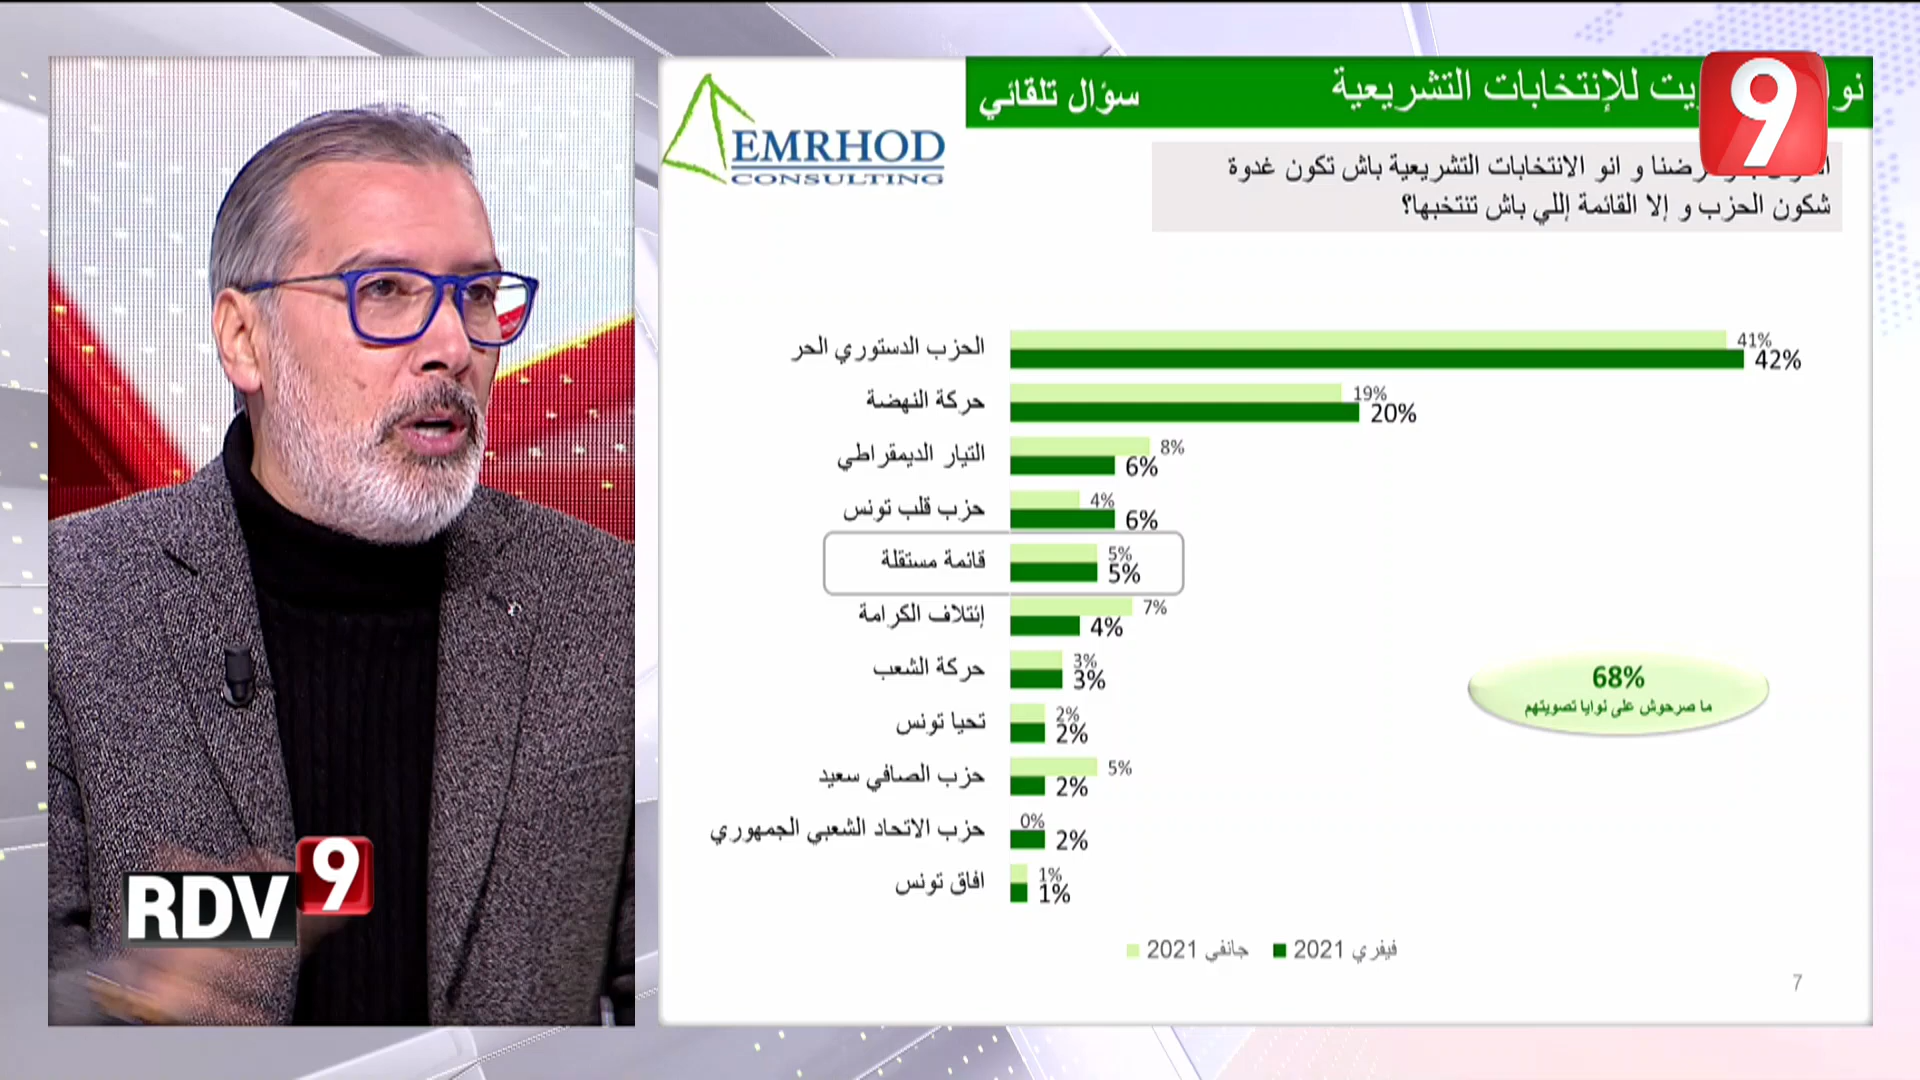 للإنتخابات التشريعية
سؤال تلقائي
EMRHOD
CONSULTING
9
و انو الانتخابات التشريعية باش تكون غدوة
شكون الحزب و إلا القائمة إللي باش تنتخبها؟
الحزب الدستوري الحر 41% 42%
حركة النهضة 19% 20%
التيار الديمقراطي 8% 6%
حزب قلب تونس 4% 6%
قائمة مستقلة 5% 5%
إئتلاف الكرامة 7% 4%
حركة الشعب 3% 3%
تحيا تونس 2% 2%
حزب الصافي سعيد 5% 2%
حزب الاتحاد الشعبي الجمهوري 0% 2%
افاق تونس 1% 1%
68%
ما صرحوش على نوايا تصويتهم
جانفي 2021 فيفري 2021
7
RDV 9